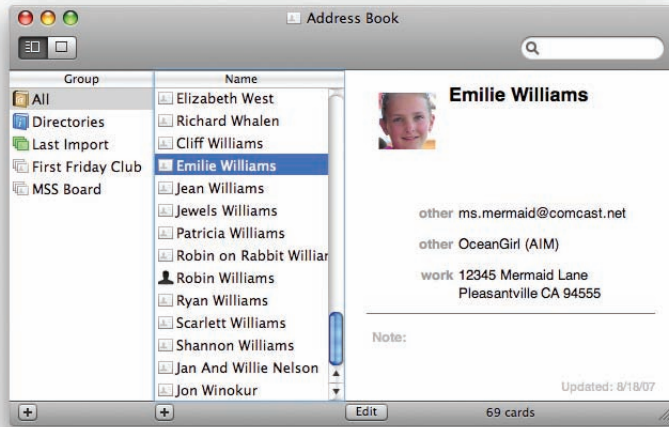 Address Book
Group
All
Directories
Last Import
First Friday Club
MSS Board
Name
Elizabeth West
Richard Whalen
Cliff Williams
Emilie Williams
Jean Williams
Jewels Williams
Patricia Williams
Robin on Rabbit Williar
Robin Williams
Ryan Williams
Scarlett Williams
Shannon Williams
Jan And Willie Nelson
Jon Winokur
Emilie Williams
other ms.mermaid@comcast.net
other OceanGirl (AIM)
work 12345 Mermaid Lane
Pleasantville CA 94555
Note:
Updated: 8/18/07
Edit
69 cards